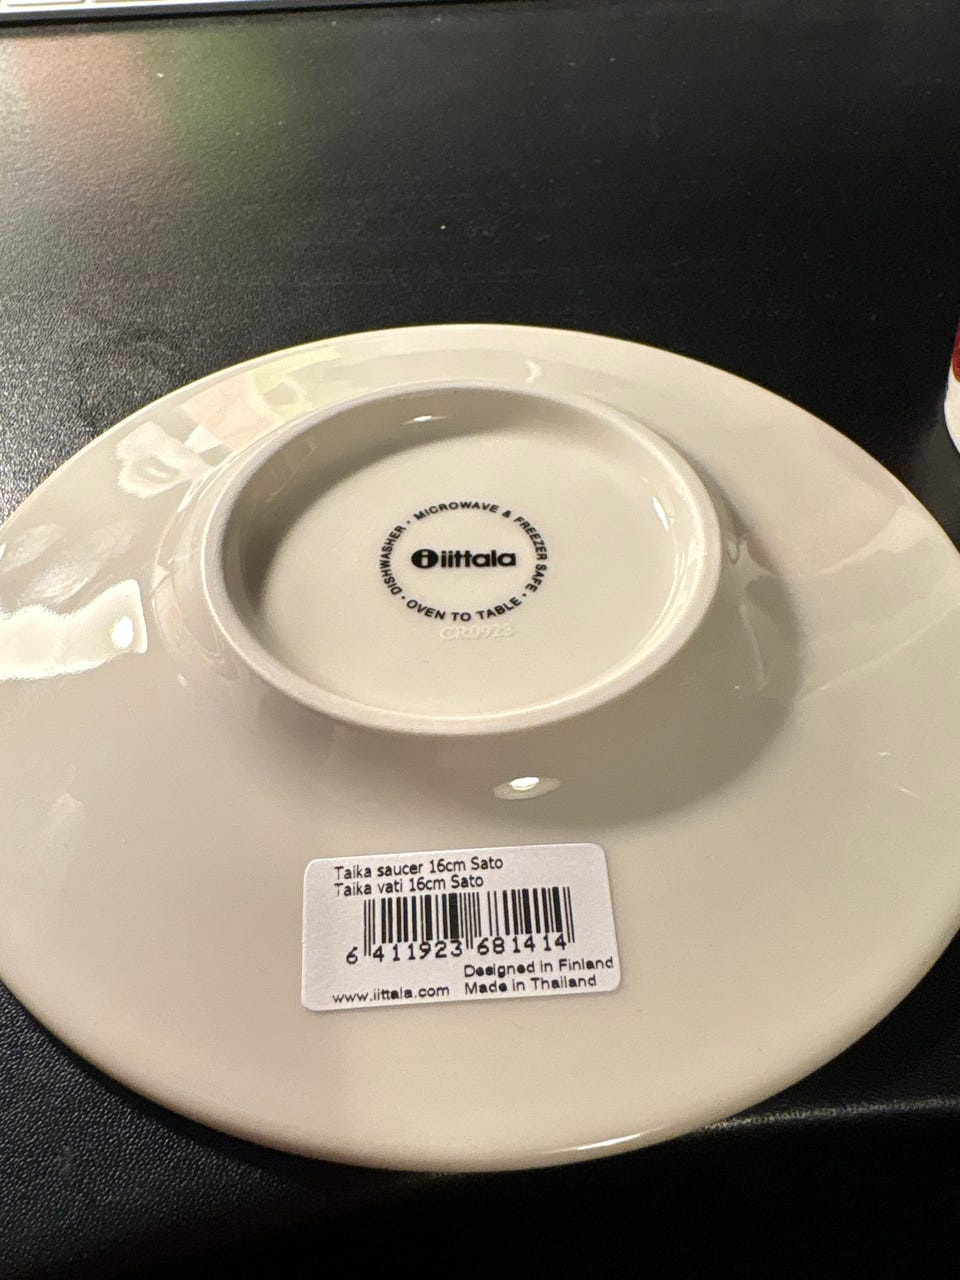 DISHWASHER · MICROWAVE & FREEZER SAFE · OVEN TO TABLE ·
iittala
CR0923
Taika saucer 16cm Sato
Taika vati 16cm Sato
6 411923 681414
Designed in Finland
www.iittala.com Made in Thailand